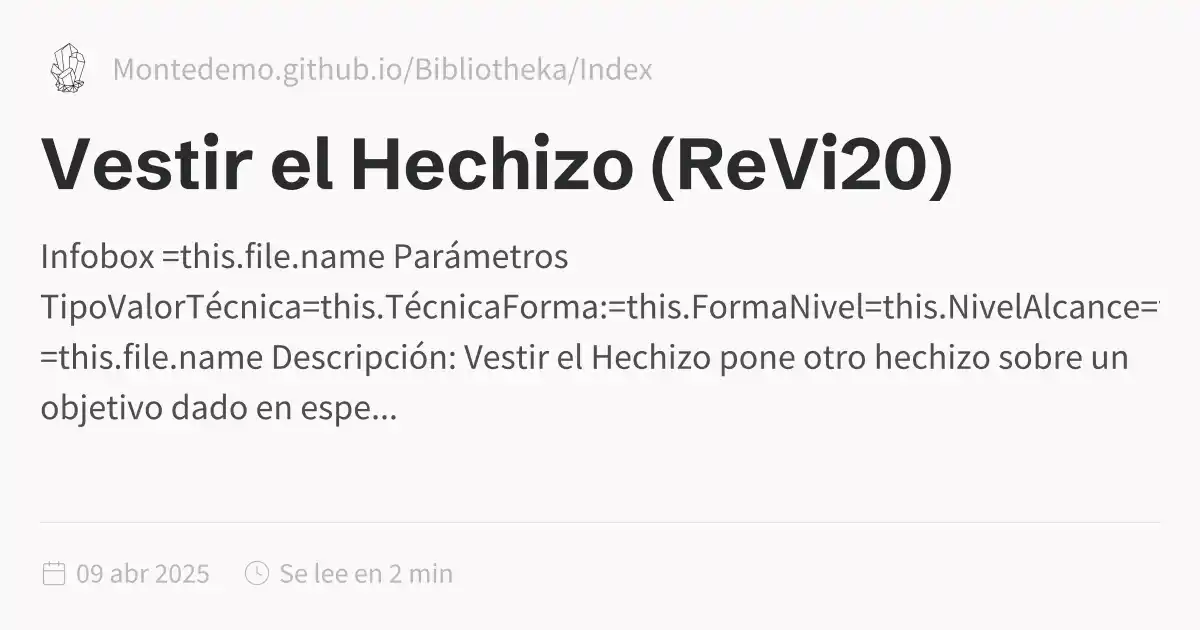 Montedemo.github.io/Bibliotheka/Index
Vestir el Hechizo (ReVi20)
Infobox =this.file.name Parámetros
TipoValorTécnica=this.TécnicaForma:=this.FormaNivel=this.NivelAlcance=
=this.file.name Descripción: Vestir el Hechizo pone otro hechizo sobre un
objetivo dado en espe...
09 abr 2025
Se lee en 2 min